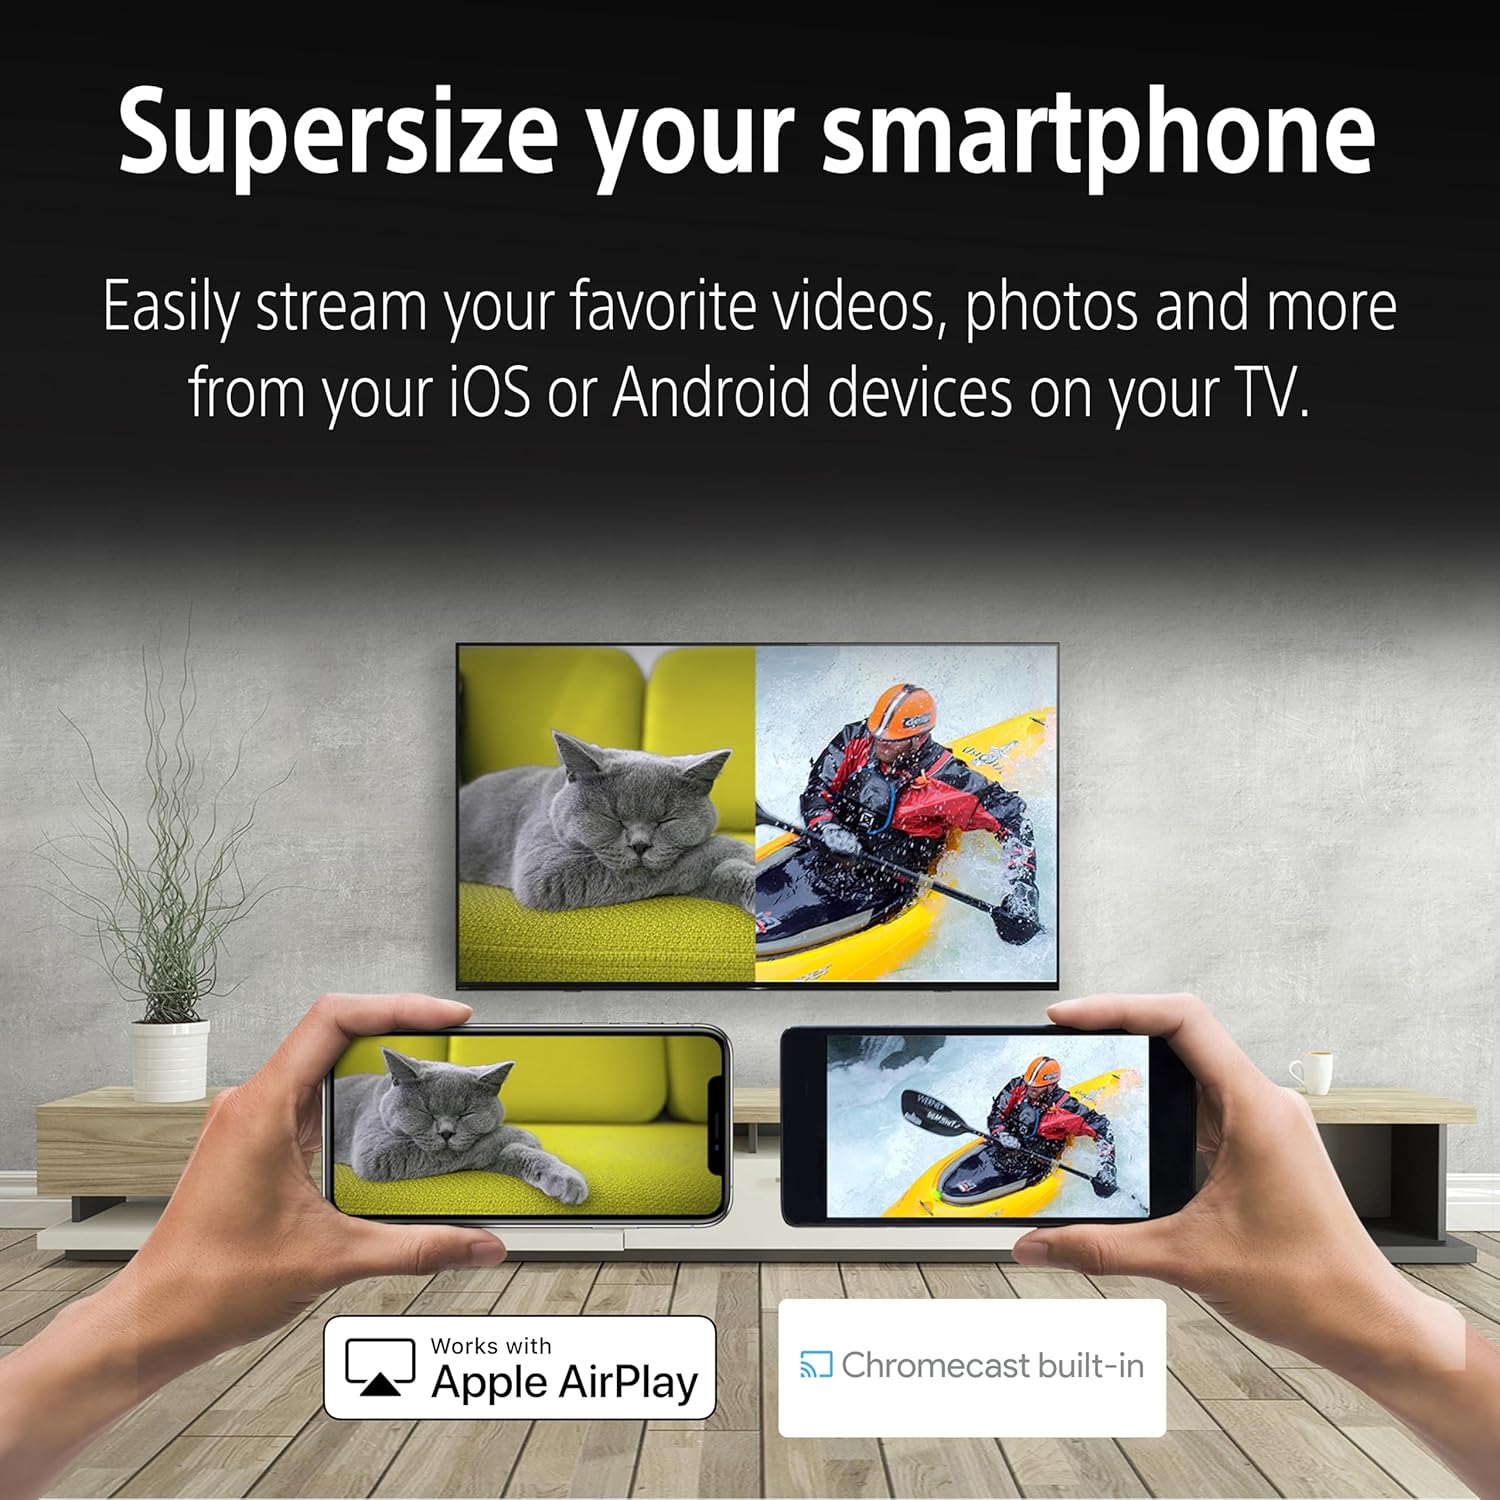 Supersize your smartphone
Easily stream your favorite videos, photos and more
from your iOS or Android devices on your TV.
WERNER
Works with
Apple AirPlay
Chromecast built-in